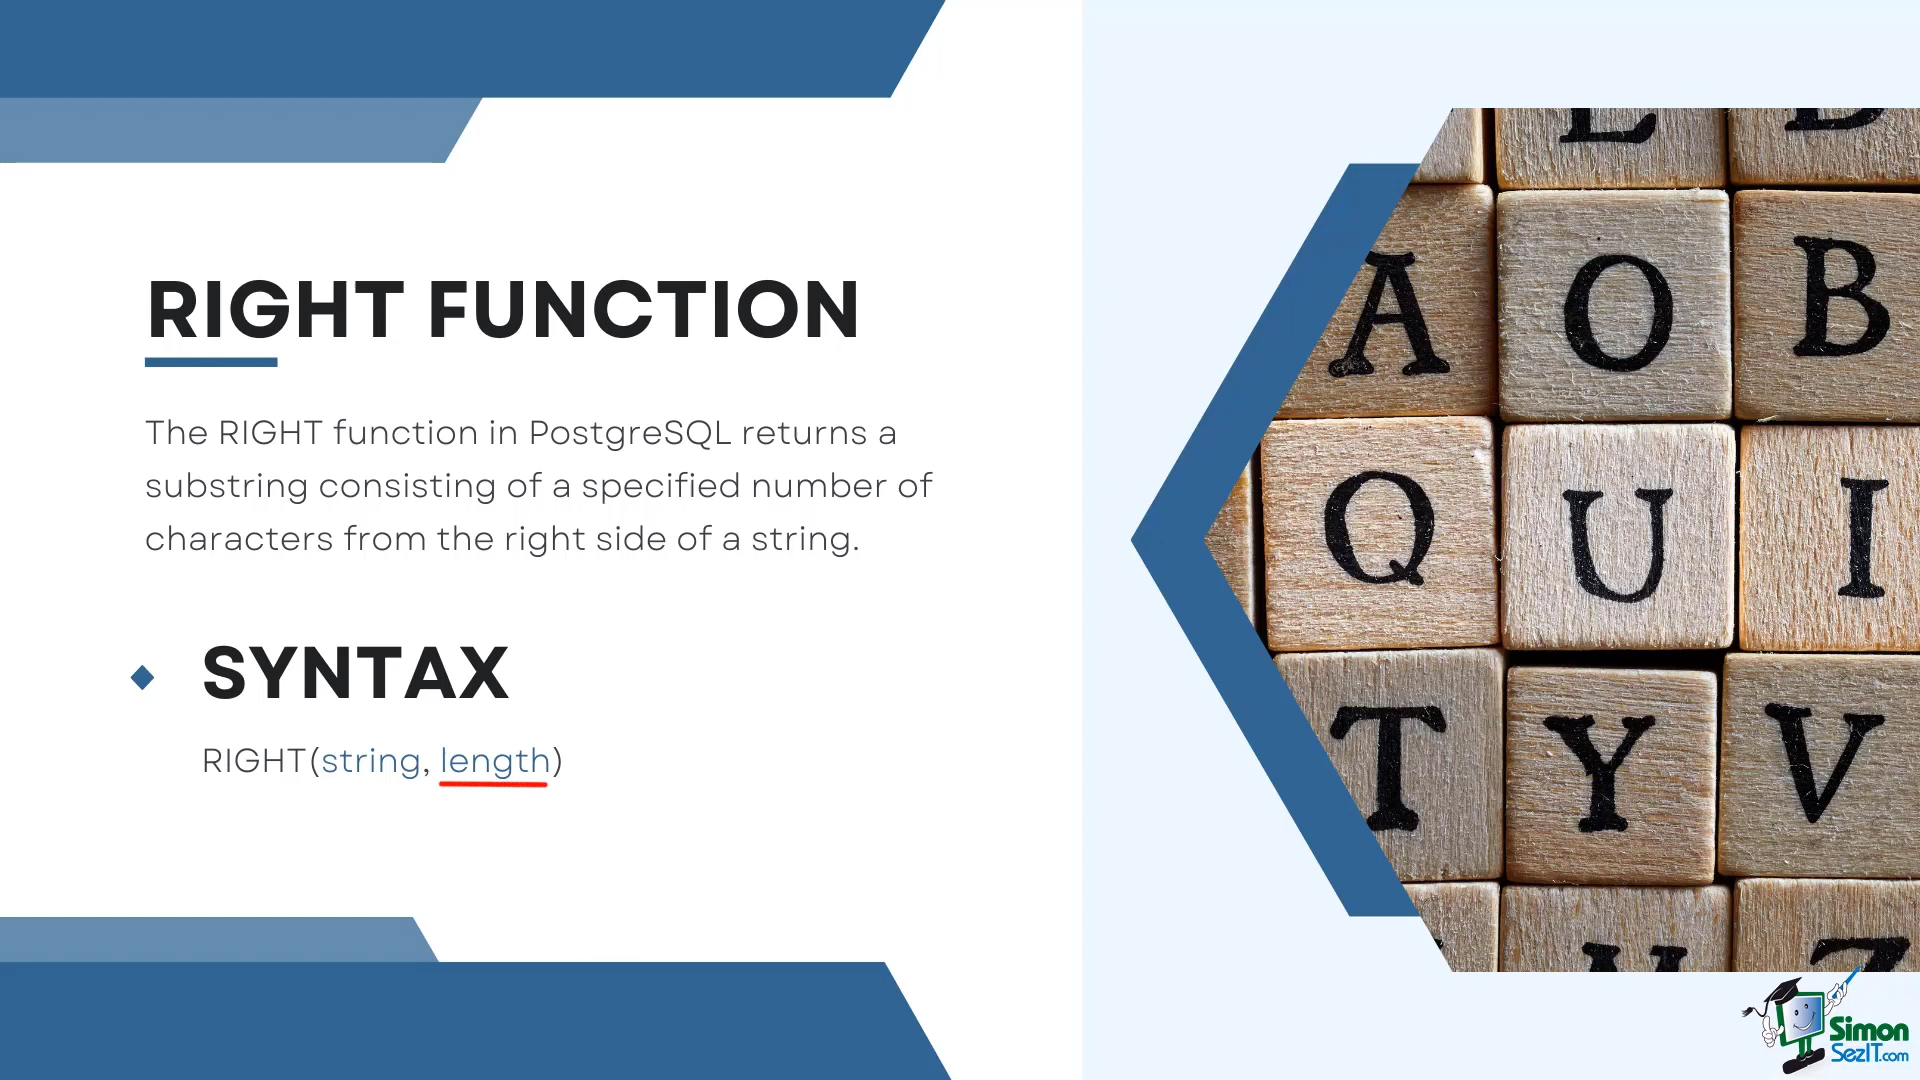 RIGHT FUNCTION
The RIGHT function in PostgreSQL returns a
substring consisting of a specified number of
characters from the right side of a string.
SYNTAX
RIGHT(string, length)
A O B
Q U I
T Y V
Simon
SezIT.com